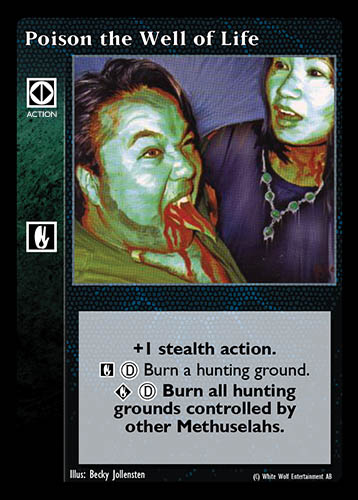 Poison the Well of Life
ACTION
+1 stealth action.
D Burn a hunting ground.
D Burn all hunting
grounds controlled by
other Methuselahs.
Illus: Becky Jollensten
(C) White Wolf Entertainment AB